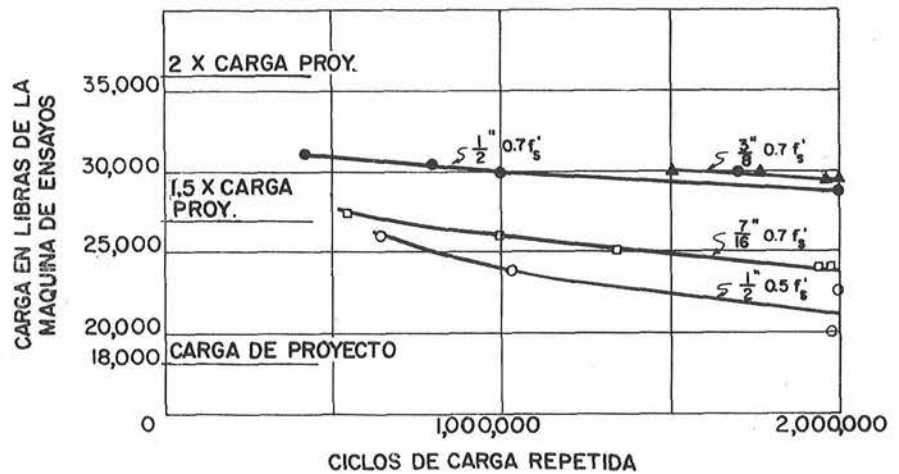 CARGA EN LIBRAS DE LA
MAQUINA DE ENSAYOS
2 X CARGA PROY.
35,000
1/2" 0.7 f's
3/8" 0.7 f's
30,000
1,5 X CARGA
PROY.
7/16" 0.7 f's
25,000
1/2" 0.5 f's
20,000
CARGA DE PROYECTO
18,000
0
1,000,000
2,000,000
CICLOS DE CARGA REPETIDA